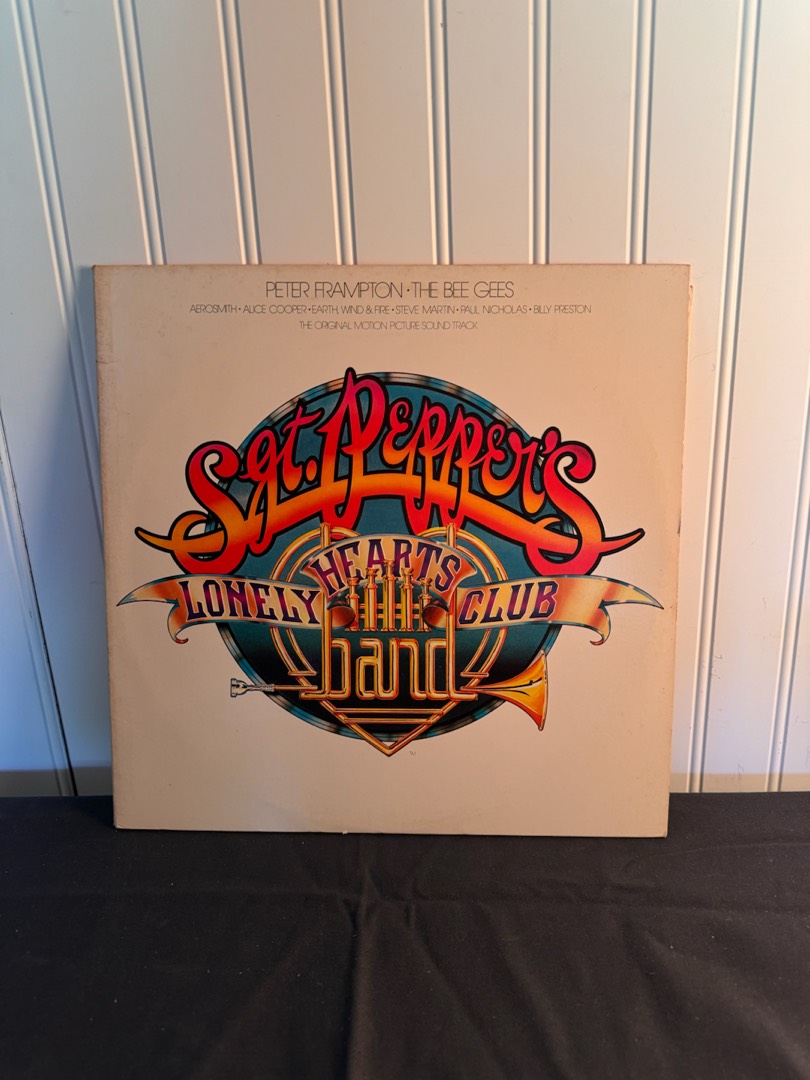 PETER FRAMPTON • THE BEE GEES
AEROSMITH • ALICE COOPER • EARTH, WIND & FIRE • STEVE MARTIN • PAUL NICHOLAS • BILLY PRESTON
THE ORIGINAL MOTION PICTURE SOUND TRACK
Sgt. Pepper's
LONELY HEARTS CLUB
band